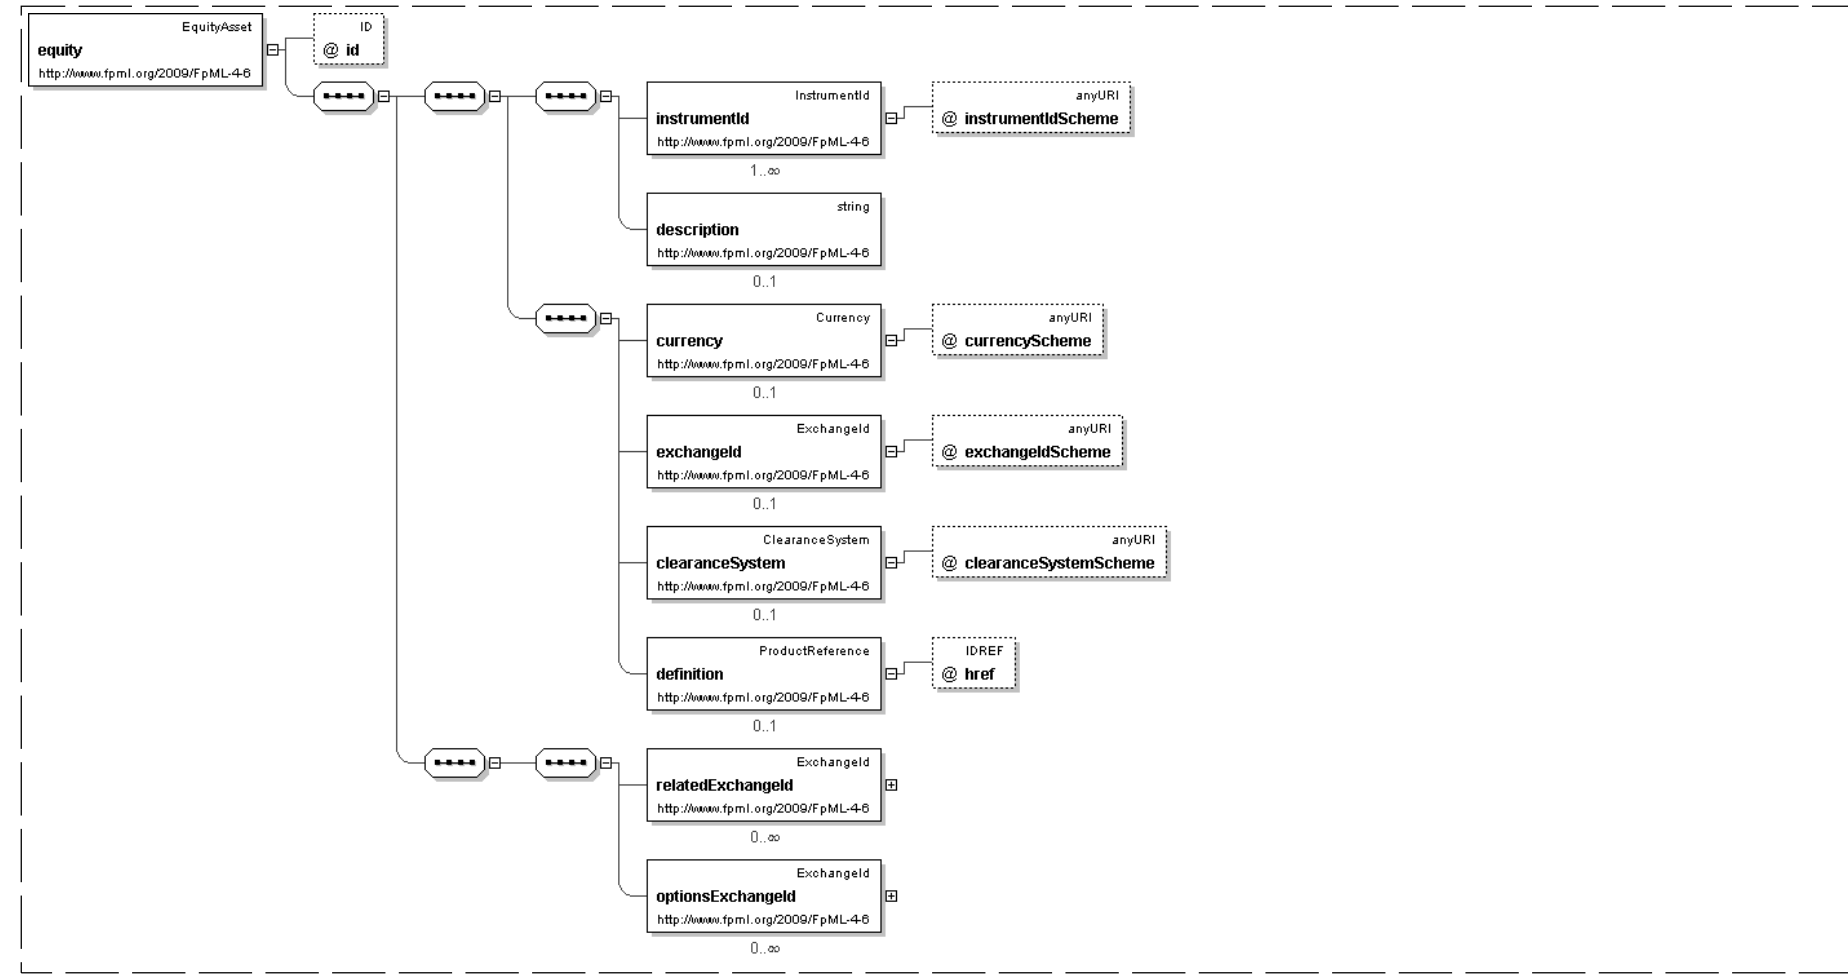 EquityAsset
equity
http://www.fpml.org/2009/FpML-4-6
ID
@ id
InstrumentId
instrumentId
http://www.fpml.org/2009/FpML-4-6
1..∞
anyURI
@ instrumentIdScheme
string
description
http://www.fpml.org/2009/FpML-4-6
0..1
Currency
currency
http://www.fpml.org/2009/FpML-4-6
0..1
anyURI
@ currencyScheme
ExchangeId
exchangeId
http://www.fpml.org/2009/FpML-4-6
0..1
anyURI
@ exchangeIdScheme
ClearanceSystem
clearanceSystem
http://www.fpml.org/2009/FpML-4-6
0..1
anyURI
@ clearanceSystemScheme
ProductReference
definition
http://www.fpml.org/2009/FpML-4-6
0..1
IDREF
@ href
ExchangeId
relatedExchangeId
http://www.fpml.org/2009/FpML-4-6
0..∞
ExchangeId
optionsExchangeId
http://www.fpml.org/2009/FpML-4-6
0..∞